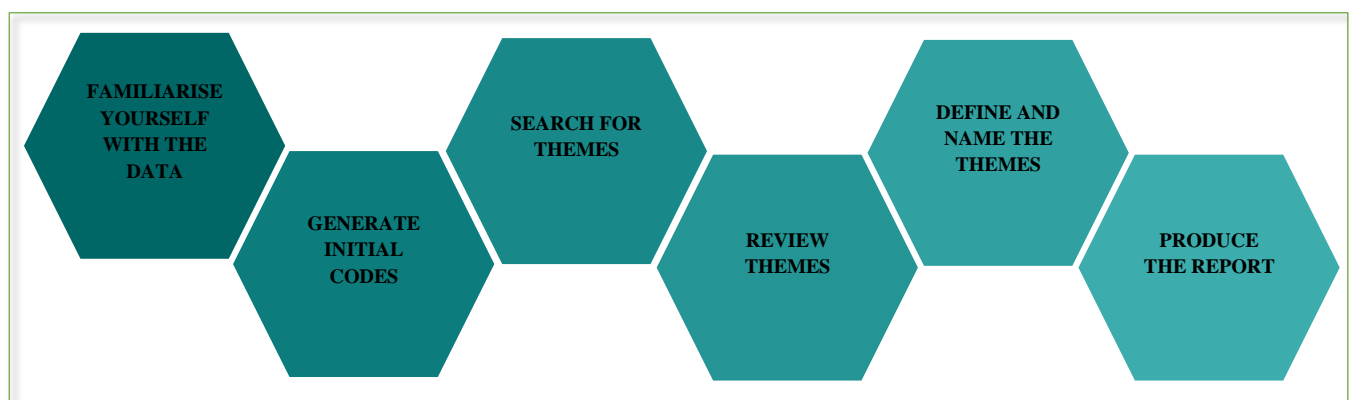 FAMILIARISE
YOURSELF
WITH THE
DATA
GENERATE
INITIAL
CODES
SEARCH FOR
THEMES
REVIEW
THEMES
DEFINE AND
NAME THE
THEMES
PRODUCE
THE REPORT